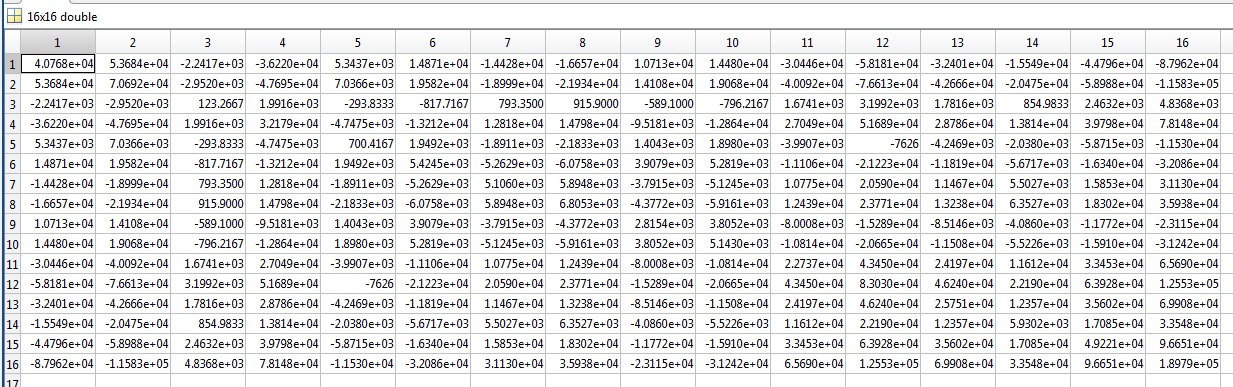 16x16 double
1 2 3 4 5 6 7 8 9 10 11 12 13 14 15 16
1 4.0768e+04 5.3684e+04 -2.2417e+03 -3.6220e+04 5.3437e+03 1.4871e+04 -1.4428e+04 -1.6657e+04 1.0713e+04 1.4480e+04 -3.0446e+04 -5.8181e+04 -3.2401e+04 -1.5549e+04 -4.4796e+04 -8.7962e+04
2 5.3684e+04 7.0692e+04 -2.9520e+03 -4.7695e+04 7.0366e+03 1.9582e+04 -1.8999e+04 -2.1934e+04 1.4108e+04 1.9068e+04 -4.0092e+04 -7.6613e+04 -4.2666e+04 -2.0475e+04 -5.8988e+04 -1.1583e+05
3 -2.2417e+03 -2.9520e+03 123.2667 1.9916e+03 -293.8333 -817.7167 793.3500 915.9000 -589.1000 -796.2167 1.6741e+03 3.1992e+03 1.7816e+03 854.9833 2.4632e+03 4.8368e+03
4 -3.6220e+04 -4.7695e+04 1.9916e+03 3.2179e+04 -4.7475e+03 -1.3212e+04 1.2818e+04 1.4798e+04 -9.5181e+03 -1.2864e+04 2.7049e+04 5.1689e+04 2.8786e+04 1.3814e+04 3.9798e+04 7.8148e+04
5 5.3437e+03 7.0366e+03 -293.8333 -4.7475e+03 700.4167 1.9492e+03 -1.8911e+03 -2.1833e+03 1.4043e+03 1.8980e+03 -3.9907e+03 -7626 -4.2469e+03 -2.0380e+03 -5.8715e+03 -1.1530e+04
6 1.4871e+04 1.9582e+04 -817.7167 -1.3212e+04 1.9492e+03 5.4245e+03 -5.2629e+03 -6.0758e+03 3.9079e+03 5.2819e+03 -1.1106e+04 -2.1223e+04 -1.1819e+04 -5.6717e+03 -1.6340e+04 -3.2086e+04
7 -1.4428e+04 -1.8999e+04 793.3500 1.2818e+04 -1.8911e+03 -5.2629e+03 5.1060e+03 5.8948e+03 -3.7915e+03 -5.1245e+03 1.0775e+04 2.0590e+04 1.1467e+04 5.5027e+03 1.5853e+04 3.1130e+04
8 -1.6657e+04 -2.1934e+04 915.9000 1.4798e+04 -2.1833e+03 -6.0758e+03 5.8948e+03 6.8053e+03 -4.3772e+03 -5.9161e+03 1.2439e+04 2.3771e+04 1.3238e+04 6.3527e+03 1.8302e+04 3.5938e+04
9 1.0713e+04 1.4108e+04 -589.1000 -9.5181e+03 1.4043e+03 3.9079e+03 -3.7915e+03 -4.3772e+03 2.8154e+03 3.8052e+03 -8.0008e+03 -1.5289e+04 -8.5146e+03 -4.0860e+03 -1.1772e+04 -2.3115e+04
10 1.4480e+04 1.9068e+04 -796.2167 -1.2864e+04 1.8980e+03 5.2819e+03 -5.1245e+03 -5.9161e+03 3.8052e+03 5.1430e+03 -1.0814e+04 -2.0665e+04 -1.1508e+04 -5.5226e+03 -1.5910e+04 -3.1242e+04
11 -3.0446e+04 -4.0092e+04 1.6741e+03 2.7049e+04 -3.9907e+03 -1.1106e+04 1.0775e+04 1.2439e+04 -8.0008e+03 -1.0814e+04 2.2737e+04 4.3450e+04 2.4197e+04 1.1612e+04 3.3453e+04 6.5690e+04
12 -5.8181e+04 -7.6613e+04 3.1992e+03 5.1689e+04 -7626 -2.1223e+04 2.0590e+04 2.3771e+04 -1.5289e+04 -2.0665e+04 4.3450e+04 8.3030e+04 4.6240e+04 2.2190e+04 6.3928e+04 1.2553e+05
13 -3.2401e+04 -4.2666e+04 1.7816e+03 2.8786e+04 -4.2469e+03 -1.1819e+04 1.1467e+04 1.3238e+04 -8.5146e+03 -1.1508e+04 2.4197e+04 4.6240e+04 2.5751e+04 1.2357e+04 3.5602e+04 6.9908e+04
14 -1.5549e+04 -2.0475e+04 854.9833 1.3814e+04 -2.0380e+03 -5.6717e+03 5.5027e+03 6.3527e+03 -4.0860e+03 -5.5226e+03 1.1612e+04 2.2190e+04 1.2357e+04 5.9302e+03 1.7085e+04 3.3548e+04
15 -4.4796e+04 -5.8988e+04 2.4632e+03 3.9798e+04 -5.8715e+03 -1.6340e+04 1.5853e+04 1.8302e+04 -1.1772e+04 -1.5910e+04 3.3453e+04 6.3928e+04 3.5602e+04 1.7085e+04 4.9221e+04 9.6651e+04
16 -8.7962e+04 -1.1583e+05 4.8368e+03 7.8148e+04 -1.1530e+04 -3.2086e+04 3.1130e+04 3.5938e+04 -2.3115e+04 -3.1242e+04 6.5690e+04 1.2553e+05 6.9908e+04 3.3548e+04 9.6651e+04 1.8979e+05
17